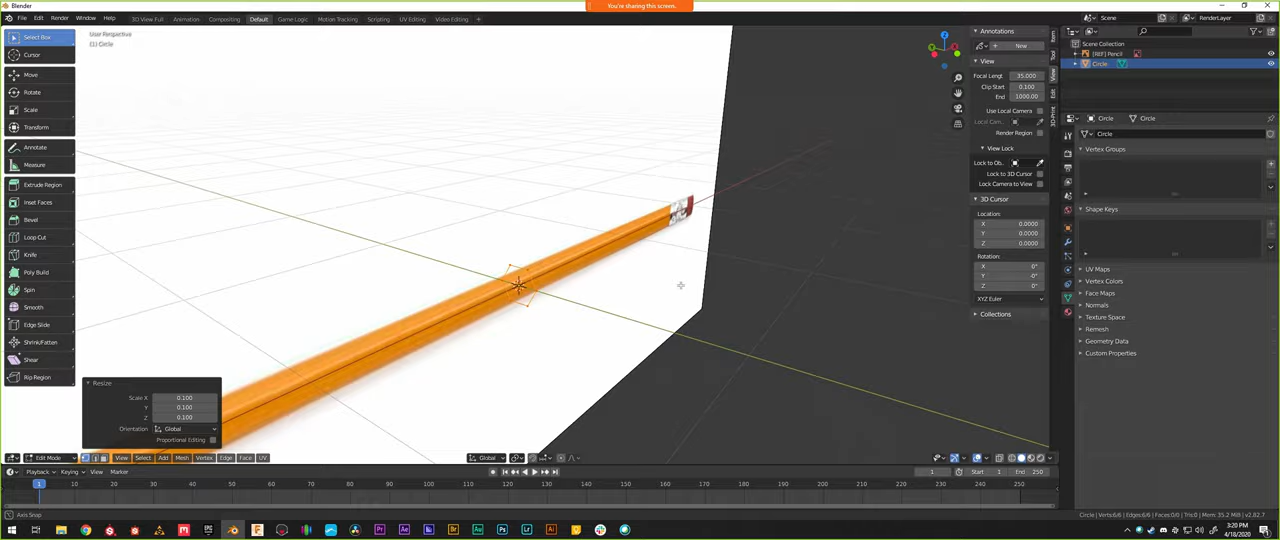 Blender
You're sharing this screen.
File Edit Render Window Help
3D View Full Animation Compositing Default Game Logic Motion Tracking Scripting UV Editing Video Editing
Scene RenderLayer
Select Box
Cursor
Move
Rotate
Scale
Transform
Annotate
Measure
Extrude Region
Inset Faces
Bevel
Loop Cut
Knife
Poly Build
Spin
Smooth
Edge Slide
Shrink/Fatten
Shear
Rip Region
User Perspective
(1) Circle
Resize
Scale X 0.100
Y 0.100
Z 0.100
Orientation Global
Proportional Editing
Annotations
New
View
Focal Lengt 35.000
Clip Start 0.100
End 1000.00
Use Local Camera
Local Cam..
Render Region
View Lock
Lock to Ob..
Lock to 3D Cursor
Lock Camera to View
3D Cursor
Location:
X 0.0000
Y 0.0000
Z 0.0000
Rotation:
X 0°
Y -0°
Z 0°
XYZ Euler
Collections
Item
Tool
View
Edit
3D-Print
Scene Collection
[REF] Pencil
Circle
Circle Circle
Circle
Vertex Groups
Shape Keys
UV Maps
Vertex Colors
Face Maps
Normals
Texture Space
Remesh
Geometry Data
Custom Properties
Edit Mode View Select Add Mesh Vertex Edge Face UV Global
Playback Keying View Marker 1 Start 1 End 250
1 10 20 30 40 50 60 70 80 90 100 110 120 130 140 150 160 170 180 190 200 210 220 230 240 250
Axis Snap
Circle | Verts:6/6 | Edges:6/6 | Faces:0/0 | Tris:0 | Mem: 35.2 MiB | v2.82.7
3:20 PM
4/18/2020